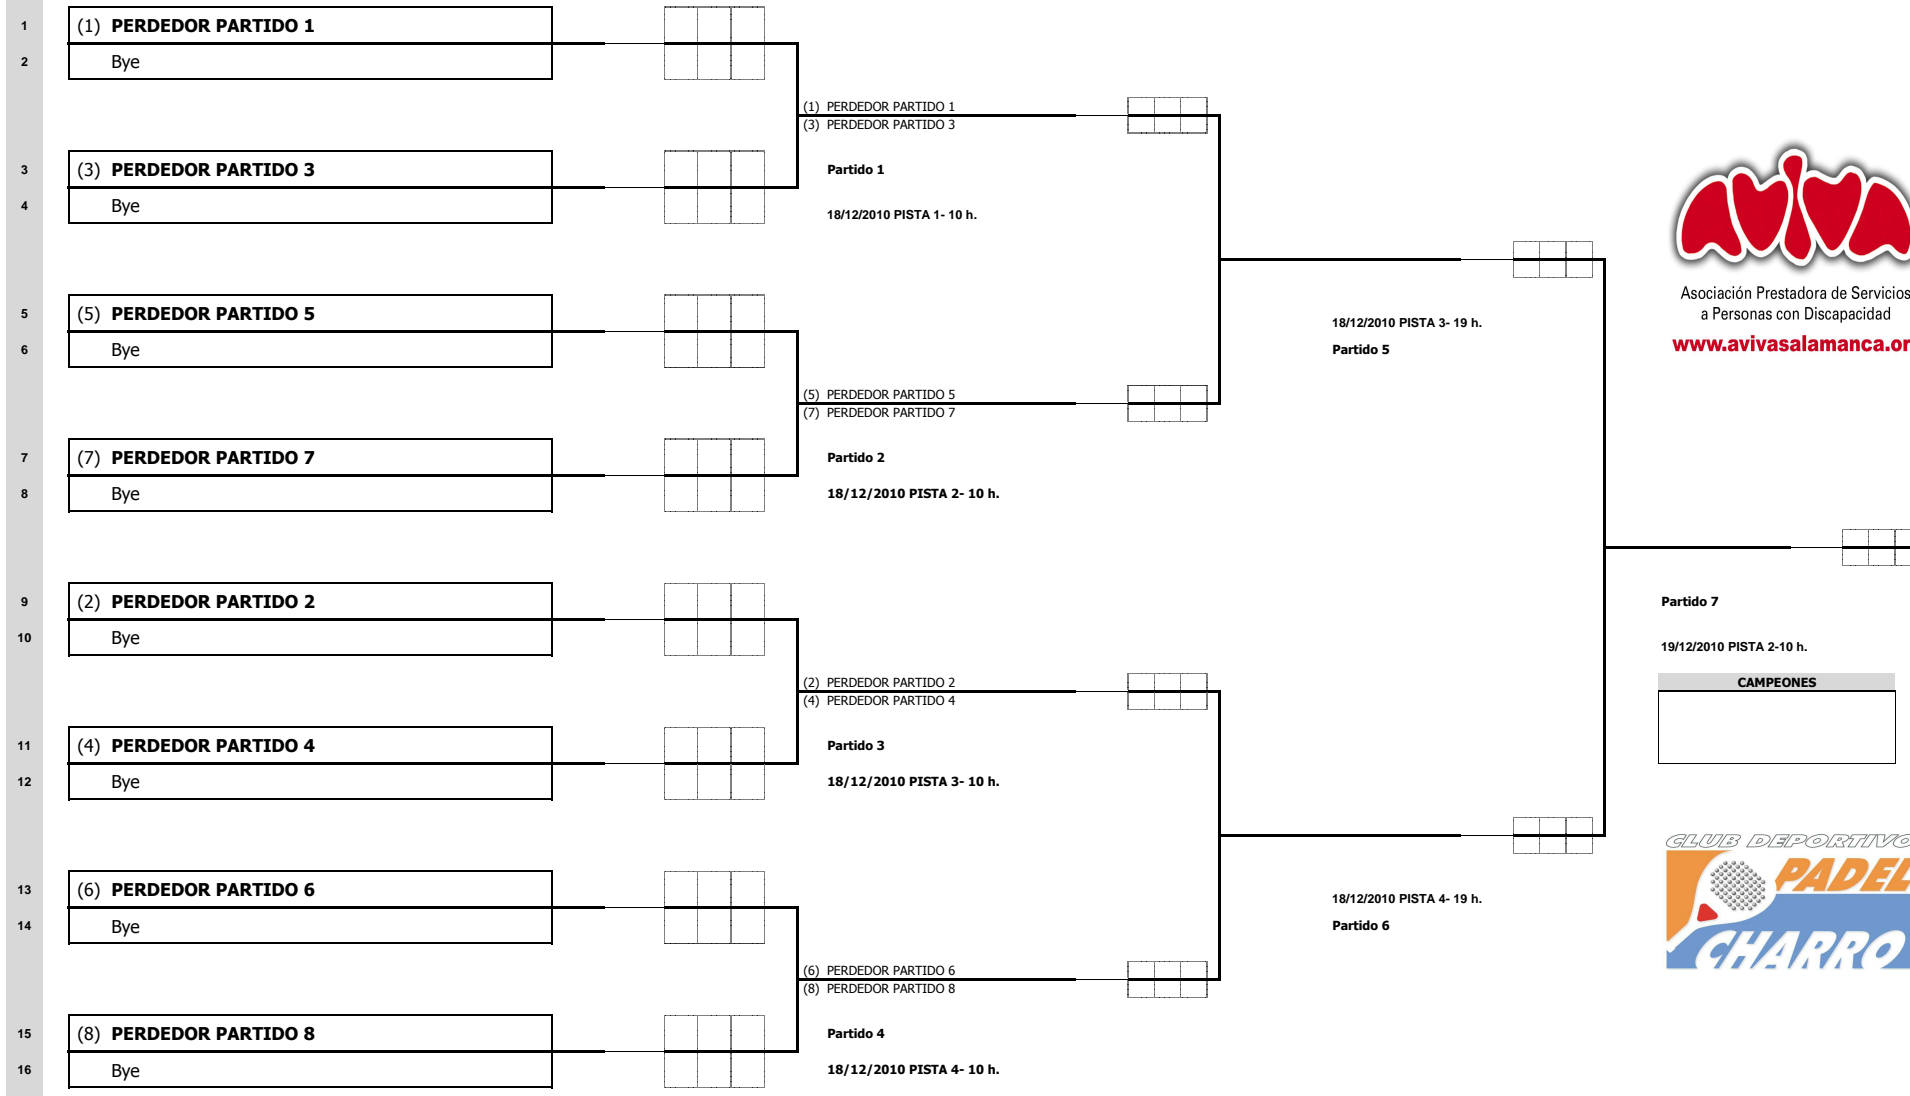 1 (1) PERDEDOR PARTIDO 1
2 Bye
(1) PERDEDOR PARTIDO 1
(3) PERDEDOR PARTIDO 3
3 (3) PERDEDOR PARTIDO 3
Partido 1
4 Bye
18/12/2010 PISTA 1- 10 h.
5 (5) PERDEDOR PARTIDO 5
6 Bye
18/12/2010 PISTA 3- 19 h.
Partido 5
(5) PERDEDOR PARTIDO 5
(7) PERDEDOR PARTIDO 7
7 (7) PERDEDOR PARTIDO 7
Partido 2
8 Bye
18/12/2010 PISTA 2- 10 h.
9 (2) PERDEDOR PARTIDO 2
10 Bye
(2) PERDEDOR PARTIDO 2
(4) PERDEDOR PARTIDO 4
11 (4) PERDEDOR PARTIDO 4
Partido 3
12 Bye
18/12/2010 PISTA 3- 10 h.
13 (6) PERDEDOR PARTIDO 6
14 Bye
18/12/2010 PISTA 4- 19 h.
Partido 6
(6) PERDEDOR PARTIDO 6
(8) PERDEDOR PARTIDO 8
15 (8) PERDEDOR PARTIDO 8
Partido 4
16 Bye
18/12/2010 PISTA 4- 10 h.
aviva
Asociación Prestadora de Servicios
a Personas con Discapacidad
www.avivasalamanca.or
Partido 7
19/12/2010 PISTA 2-10 h.
CAMPEONES
CLUB DEPORTIVO
PADEL
CHARRO